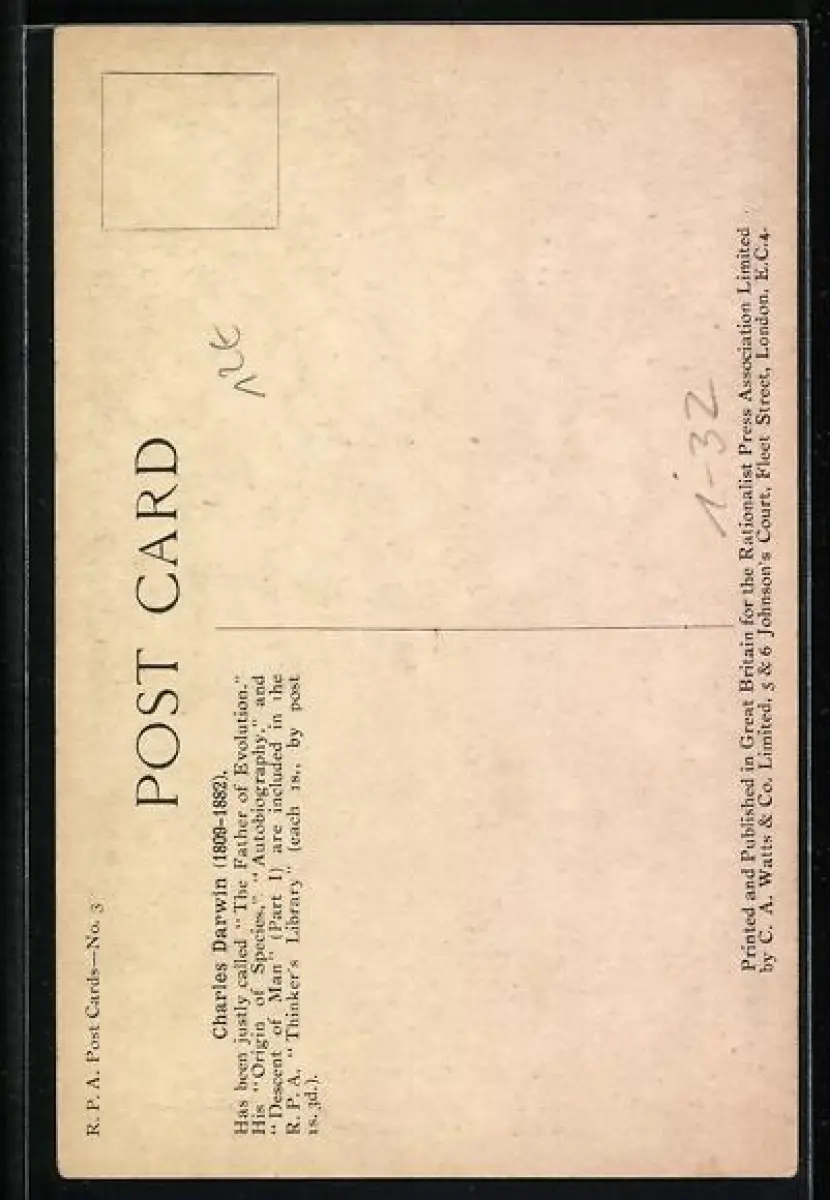 R. P. A. Post Cards—No. 3
POST CARD
Charles Darwin (1809-1882).
Has been justly called "The Father of Evolution."
His "Origin of Species," "Autobiography," and
"Descent of Man" (Part I) are included in the
R. P. A. "Thinker's Library" (each 1s., by post
1s. 3d.).
1-32
Printed and Published in Great Britain for the Rationalist Press Association Limited
by C. A. Watts & Co. Limited, 5 & 6 Johnson's Court, Fleet Street, London, E.C.4.